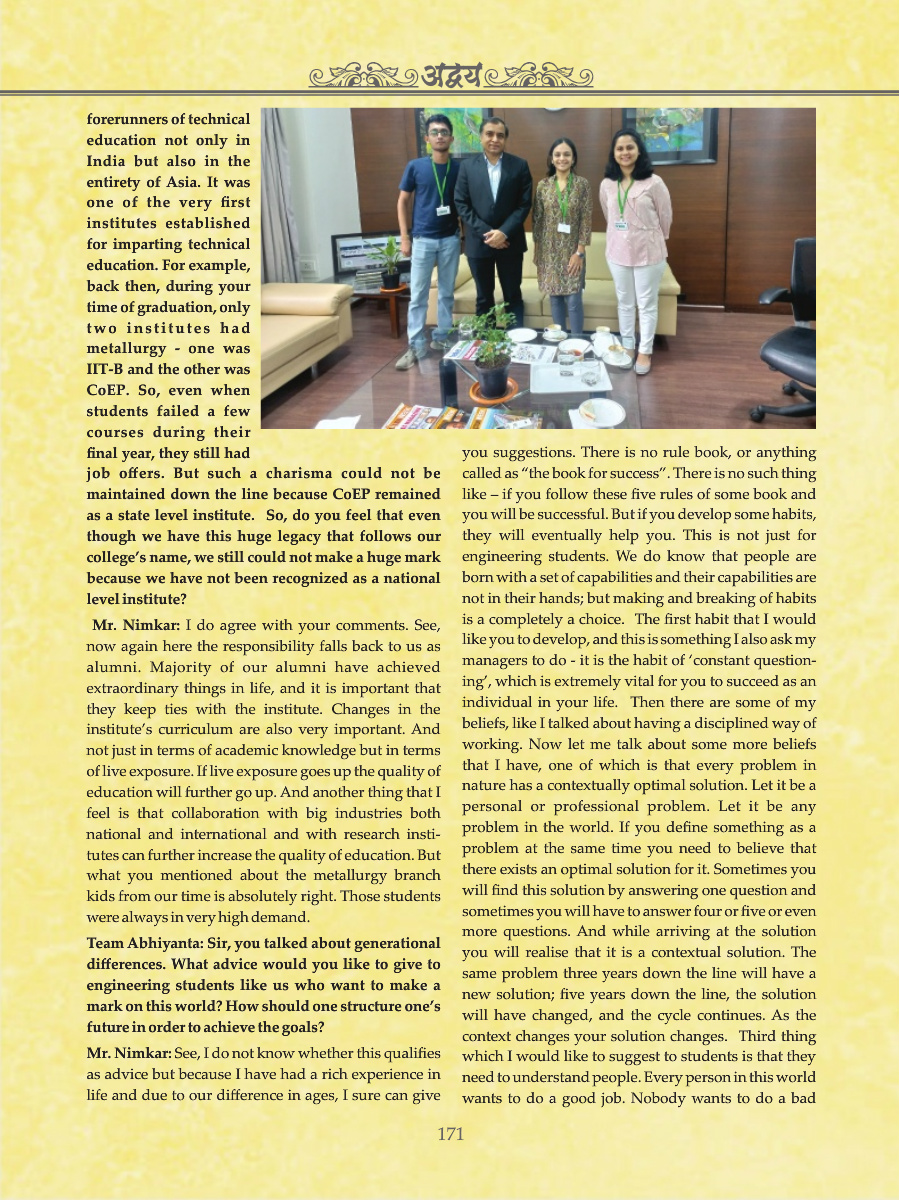 अद्वय
forerunners of technical
education not only in
India but also in the
entirety of Asia. It was
one of the very first
institutes established
for imparting technical
education. For example,
back then, during your
time of graduation, only
two institutes had
metallurgy - one was
IIT-B and the other was
CoEP. So, even when
students failed a few
courses during their
final year, they still had
job offers. But such a charisma could not be
maintained down the line because CoEP remained
as a state level institute. So, do you feel that even
though we have this huge legacy that follows our
college's name, we still could not make a huge mark
because we have not been recognized as a national
level institute?
Mr. Nimkar: I do agree with your comments. See,
now again here the responsibility falls back to us as
alumni. Majority of our alumni have achieved
extraordinary things in life, and it is important that
they keep ties with the institute. Changes in the
institute's curriculum are also very important. And
not just in terms of academic knowledge but in terms
of live exposure. If live exposure goes up the quality of
education will further go up. And another thing that I
feel is that collaboration with big industries both
national and international and with research insti-
tutes can further increase the quality of education. But
what you mentioned about the metallurgy branch
kids from our time is absolutely right. Those students
were always in very high demand.
Team Abhiyanta: Sir, you talked about generational
differences. What advice would you like to give to
engineering students like us who want to make a
mark on this world? How should one structure one's
future in order to achieve the goals?
Mr. Nimkar: See, I do not know whether this qualifies
as advice but because I have had a rich experience in
life and due to our difference in ages, I sure can give
you suggestions. There is no rule book, or anything
called as “the book for success”. There is no such thing
like – if you follow these five rules of some book and
you will be successful. But if you develop some habits,
they will eventually help you. This is not just for
engineering students. We do know that people are
born with a set of capabilities and their capabilities are
not in their hands; but making and breaking of habits
is a completely a choice. The first habit that I would
like you to develop, and this is something I also ask my
managers to do - it is the habit of ‘constant question-
ing’, which is extremely vital for you to succeed as an
individual in your life. Then there are some of my
beliefs, like I talked about having a disciplined way of
working. Now let me talk about some more beliefs
that I have, one of which is that every problem in
nature has a contextually optimal solution. Let it be a
personal or professional problem. Let it be any
problem in the world. If you define something as a
problem at the same time you need to believe that
there exists an optimal solution for it. Sometimes you
will find this solution by answering one question and
sometimes you will have to answer four or five or even
more questions. And while arriving at the solution
you will realise that it is a contextual solution. The
same problem three years down the line will have a
new solution; five years down the line, the solution
will have changed, and the cycle continues. As the
context changes your solution changes. Third thing
which I would like to suggest to students is that they
need to understand people. Every person in this world
wants to do a good job. Nobody wants to do a bad
171